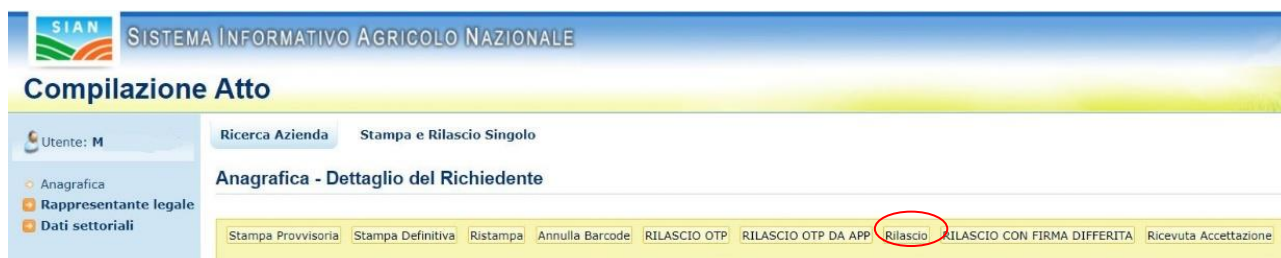 SIAN SISTEMA INFORMATIVO AGRICOLO NAZIONALE
Compilazione Atto
Utente: M
Ricerca Azienda Stampa e Rilascio Singolo
Anagrafica
Rappresentante legale
Dati settoriali
Anagrafica - Dettaglio del Richiedente
Stampa Provvisoria Stampa Definitiva Ristampa Annulla Barcode RILASCIO OTP RILASCIO OTP DA APP Rilascio RILASCIO CON FIRMA DIFFERITA Ricevuta Accettazione